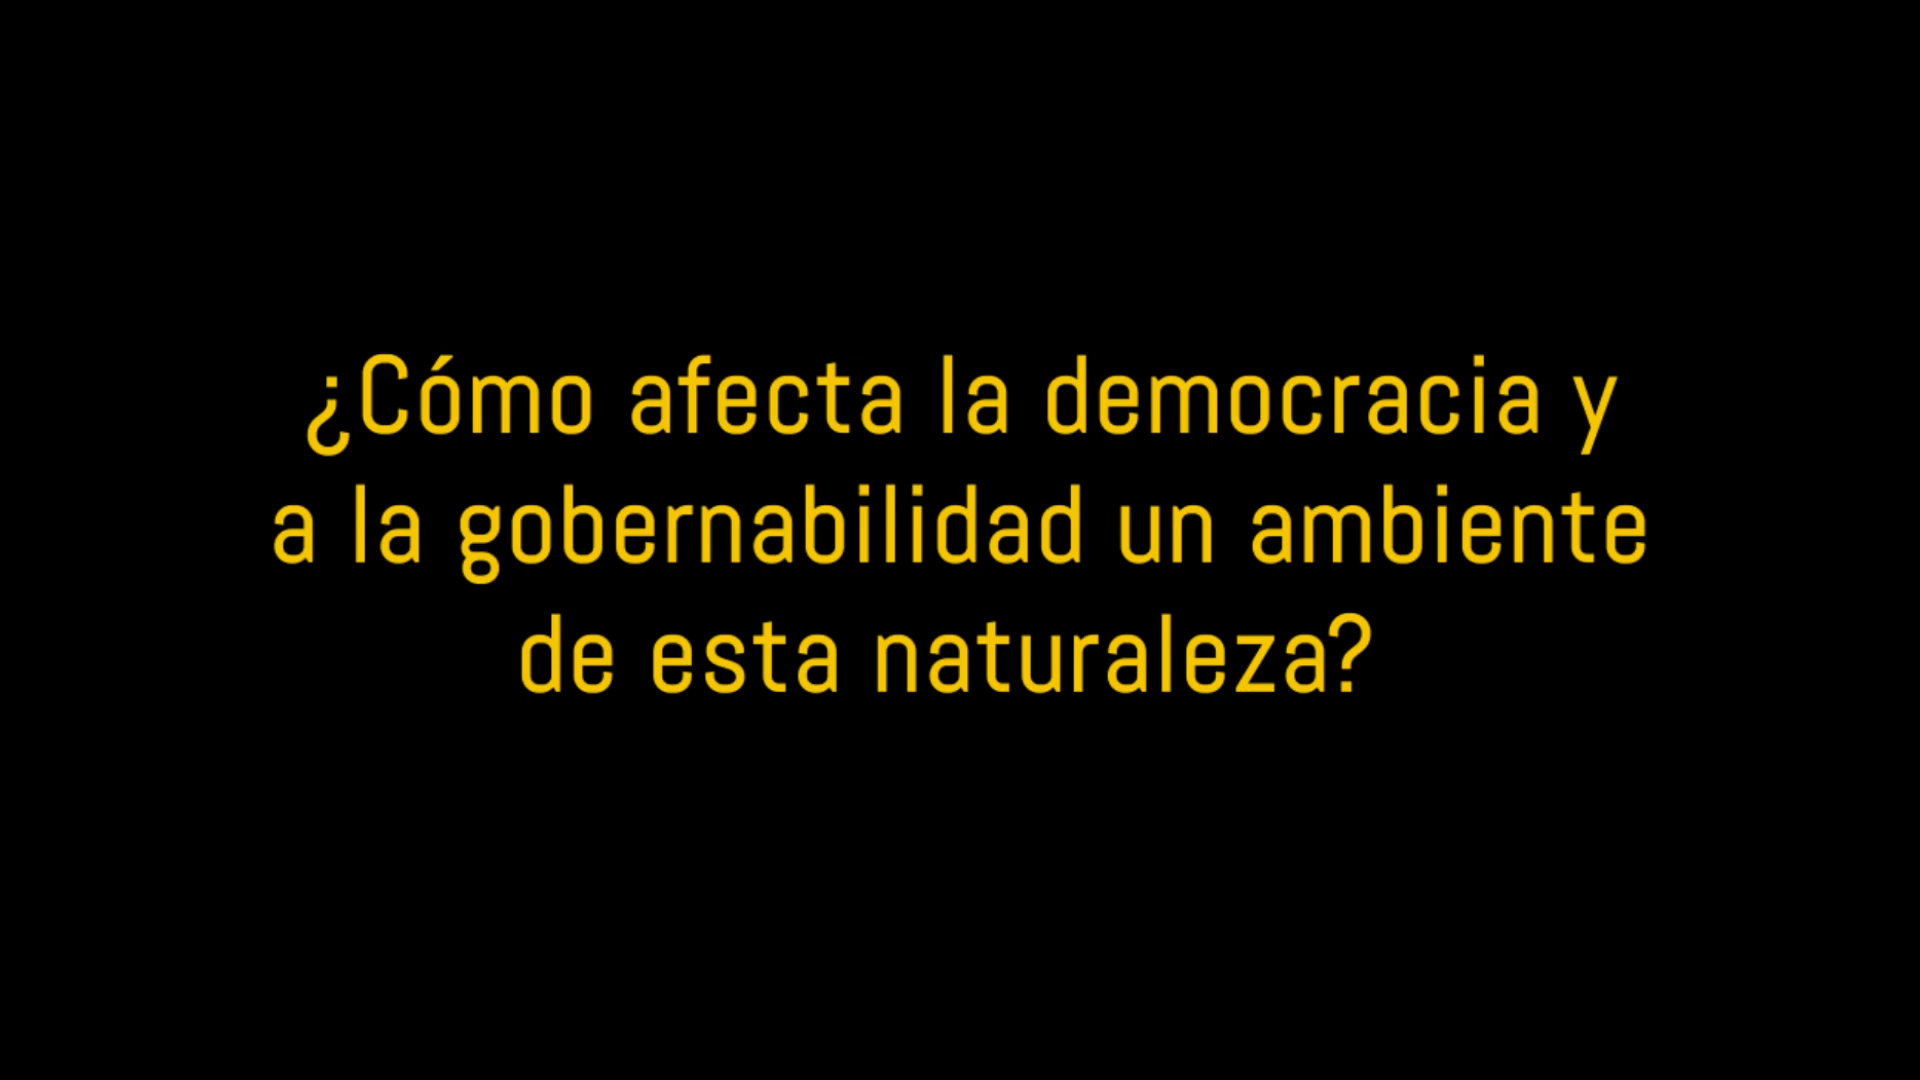 ¿Cómo afecta la democracia y
a la gobernabilidad un ambiente
de esta naturaleza?